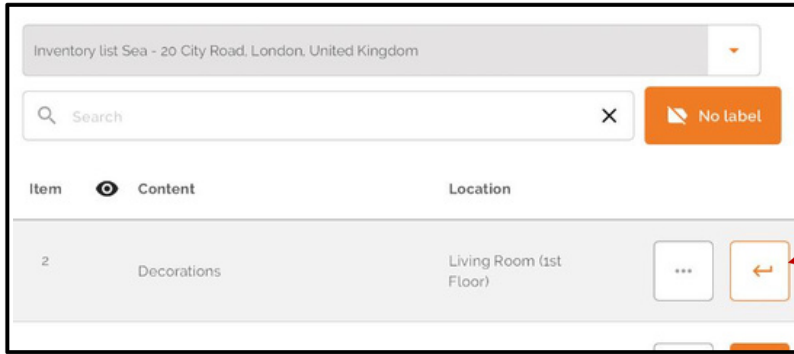 Inventory list Sea - 20 City Road, London, United Kingdom
Search
No label
Item Content Location
2 Decorations Living Room (1st
Floor)